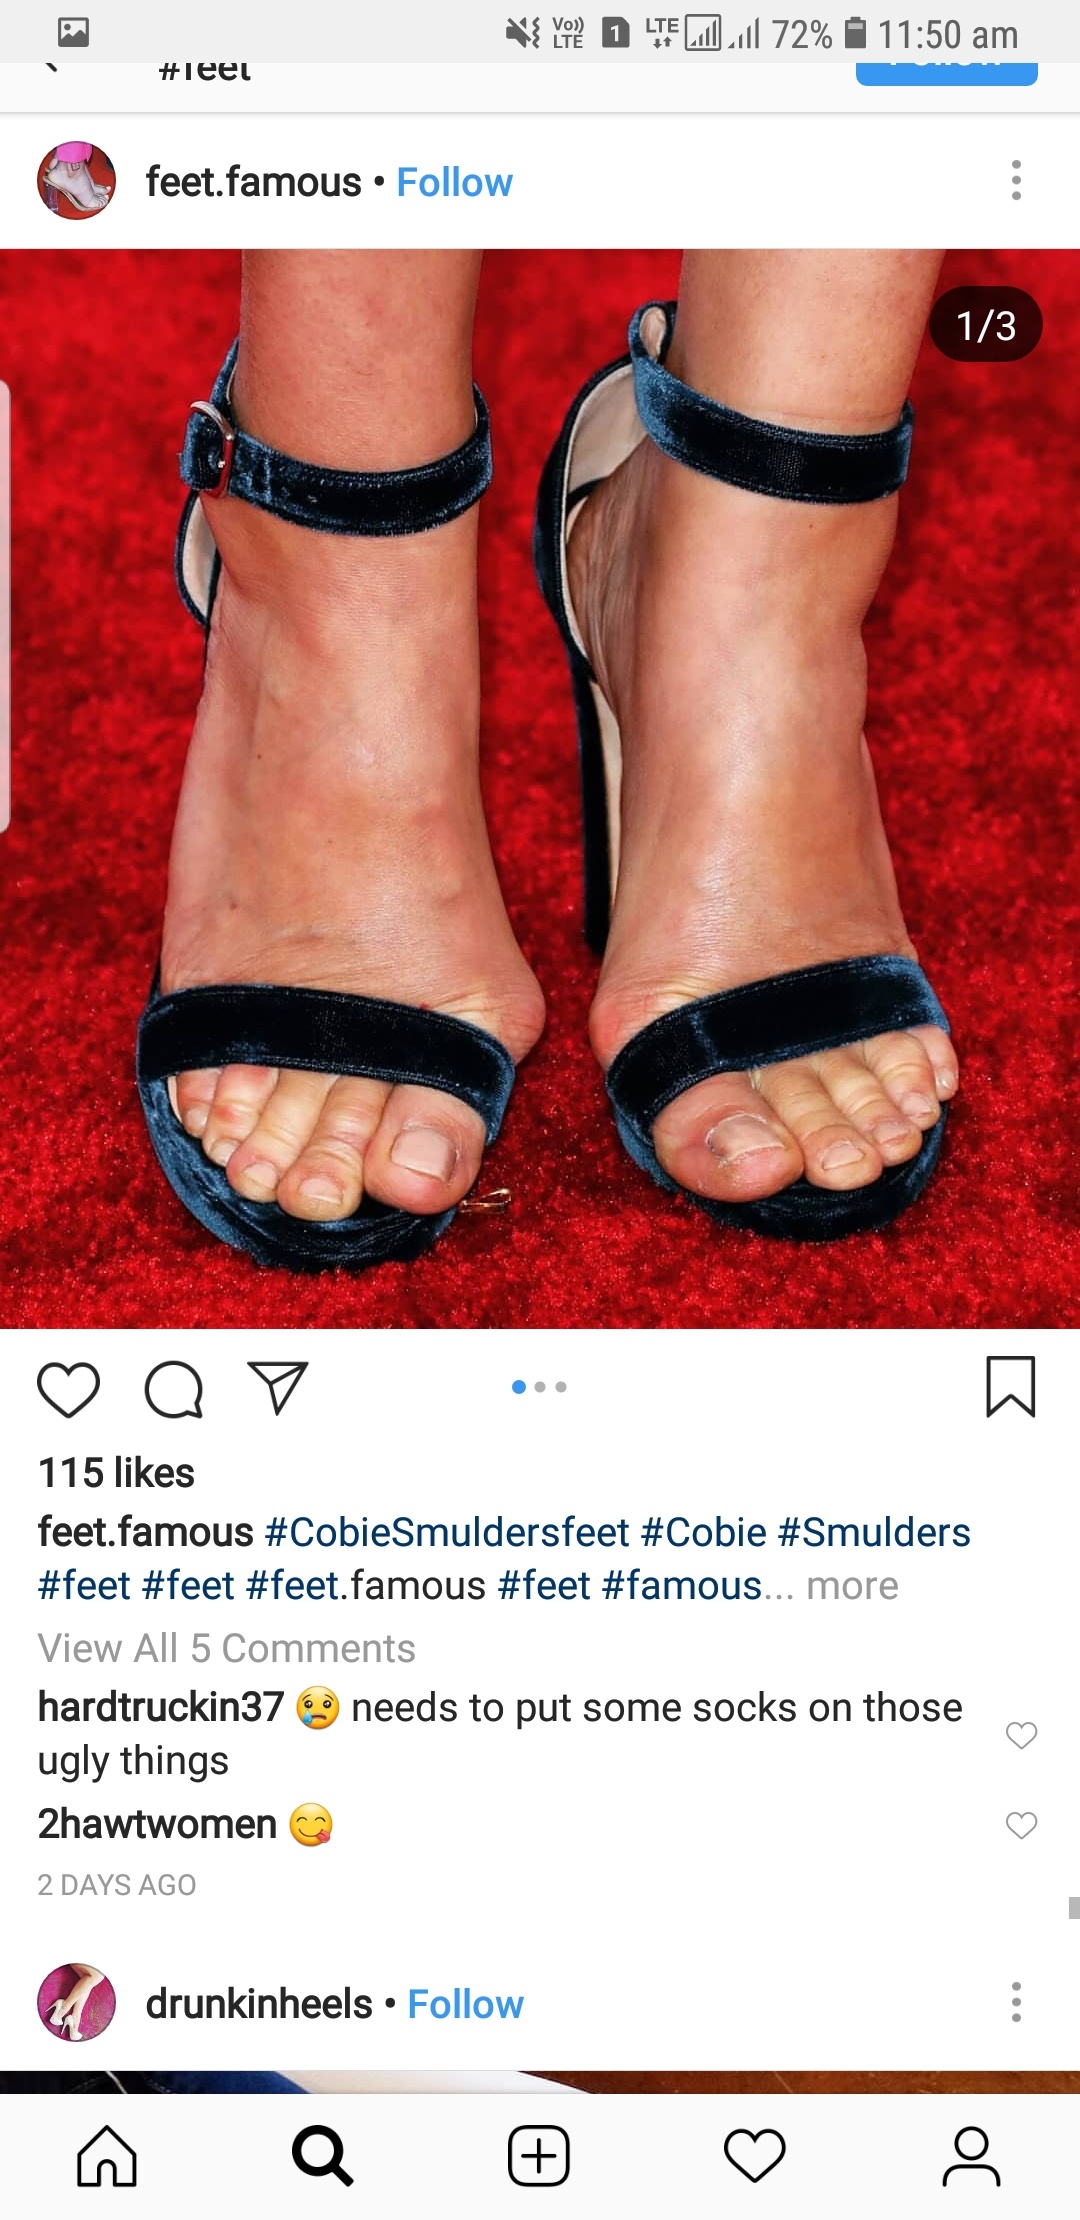 Vo)) LTE 1 LTE 72% 11:50 am
#feet Follow
feet.famous • Follow
1/3
115 likes
feet.famous #CobieSmuldersfeet #Cobie #Smulders
#feet #feet #feet.famous #feet #famous... more
View All 5 Comments
hardtruckin37 😢 needs to put some socks on those
ugly things
2hawtwomen 😋
2 DAYS AGO
drunkinheels • Follow